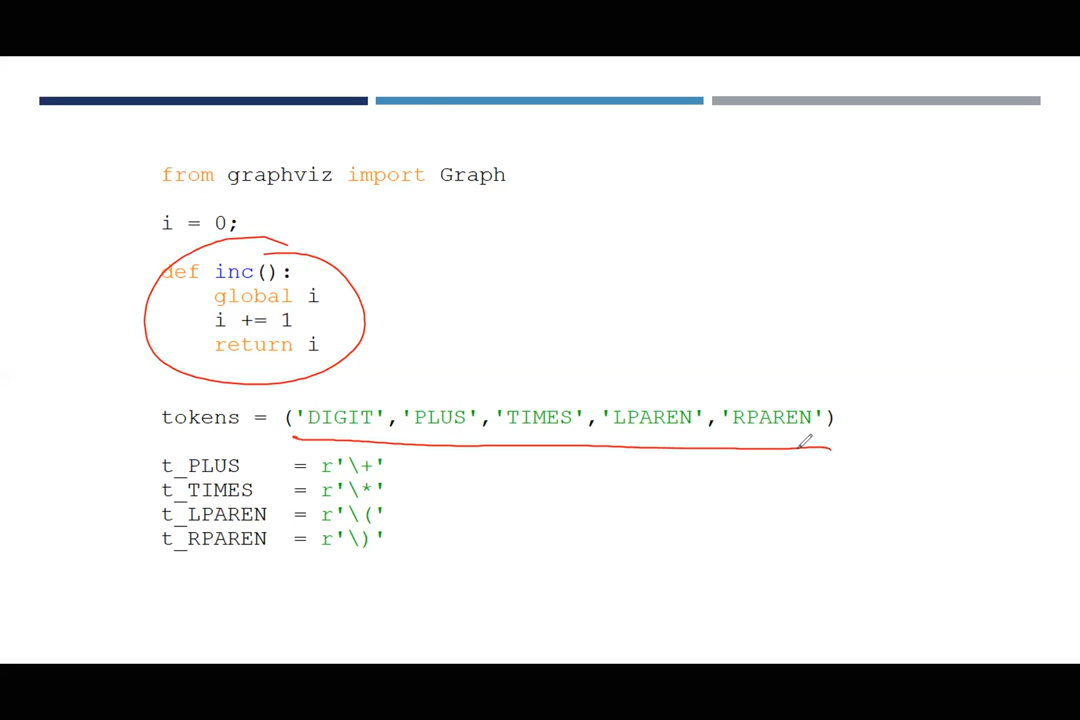 from graphviz import Graph
i = 0;
def inc():
    global i
    i += 1
    return i
tokens = ('DIGIT','PLUS','TIMES','LPAREN','RPAREN')
t_PLUS    = r'\+'
t_TIMES   = r'\*'
t_LPAREN  = r'\('
t_RPAREN  = r'\)'